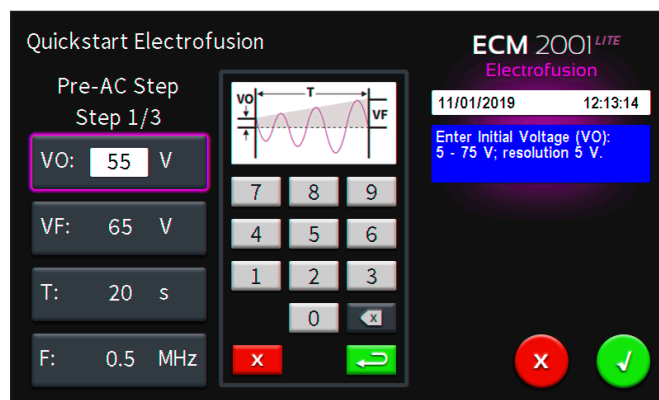 Quickstart Electrofusion
Pre-AC Step
Step 1/3
VO: 55 V
VF: 65 V
T: 20 s
F: 0.5 MHz
VO T VF
7 8 9
4 5 6
1 2 3
0 x
X
ECM 2001 LITE
Electrofusion
11/01/2019 12:13:14
Enter Initial Voltage (VO):
5 - 75 V; resolution 5 V.
X